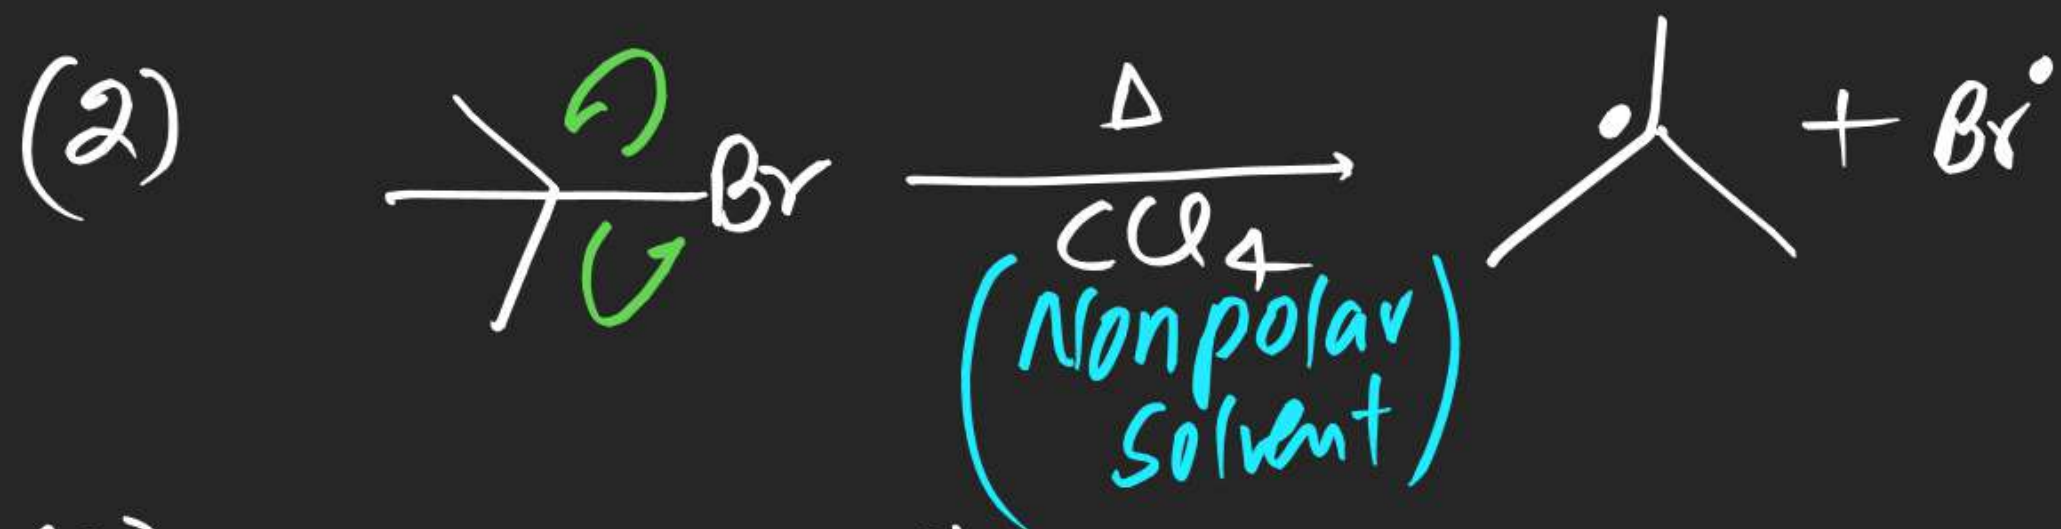 (2)
Br
Δ
CCl4
(Nonpolar
solvent)
+ Br•